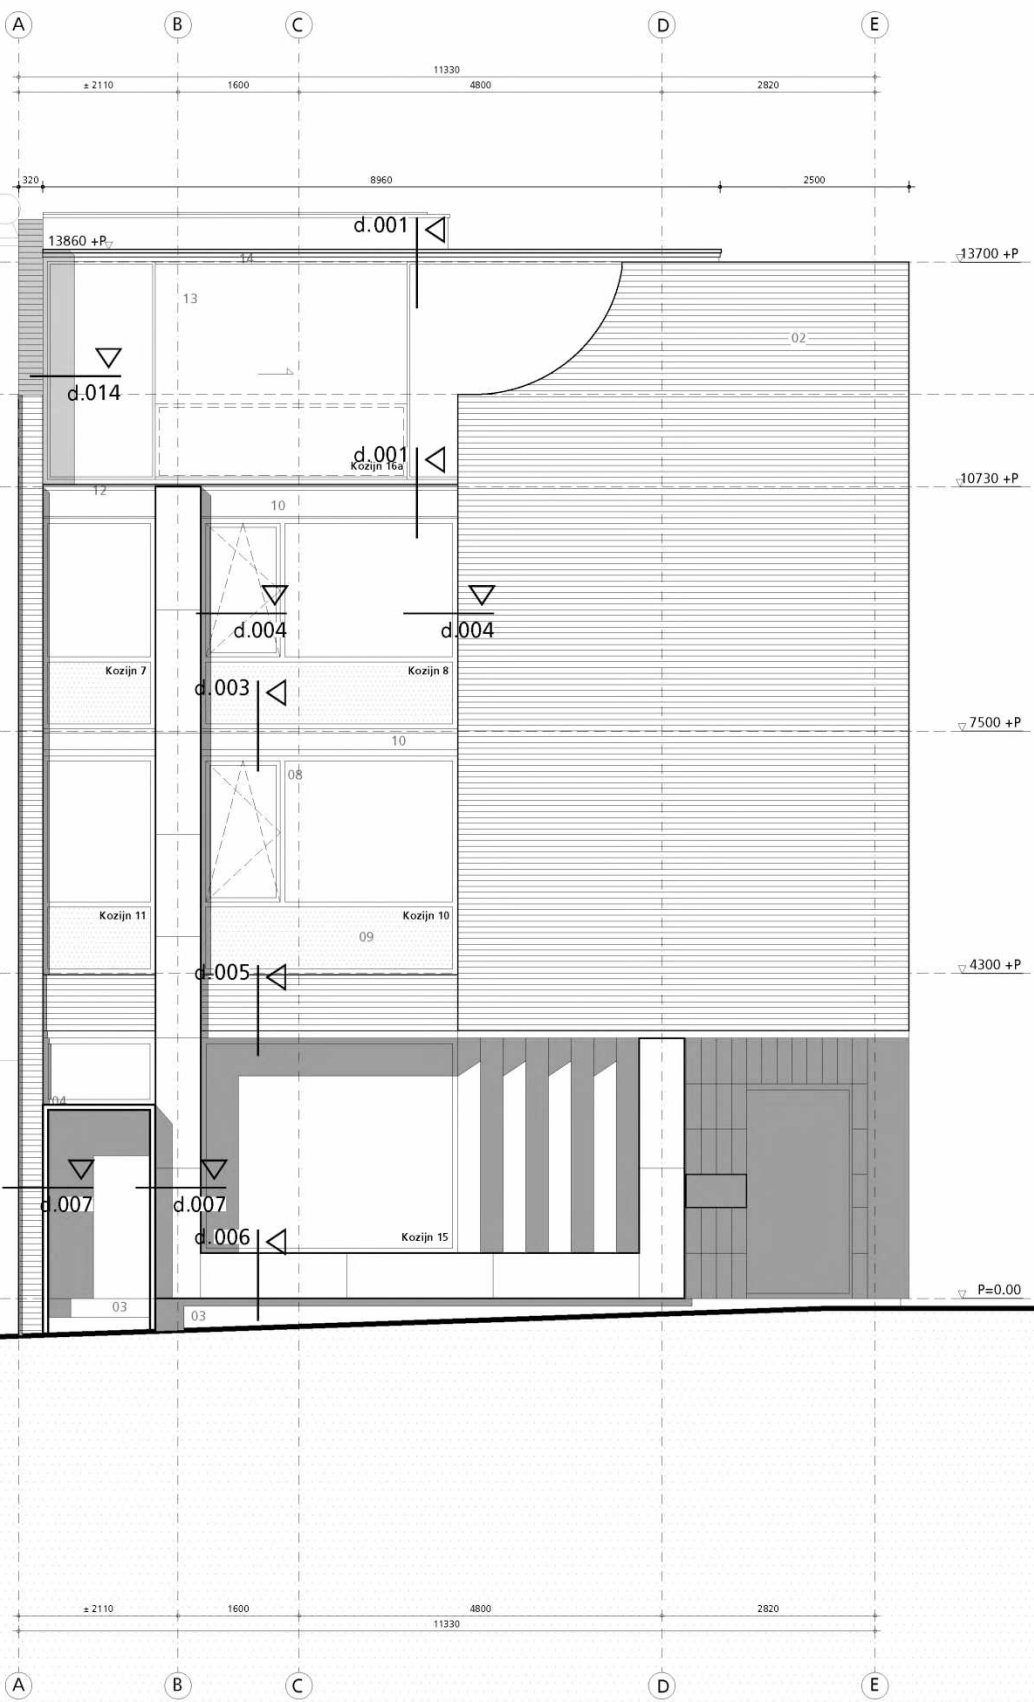 A B C D E
11330
± 2110 1600 4800 2820
320 8960 2500
d.001
13860 +P
13700 +P
14
13
02
d.014
d.001
Kozijn 16a
10730 +P
12
10
d.004 d.004
Kozijn 7 Kozijn 8
d.003
7500 +P
10
08
Kozijn 11 Kozijn 10
09
4300 +P
d.005
04
d.007 d.007
d.006 Kozijn 15
P=0.00
03
03
± 2110 1600 4800 2820
11330
A B C D E